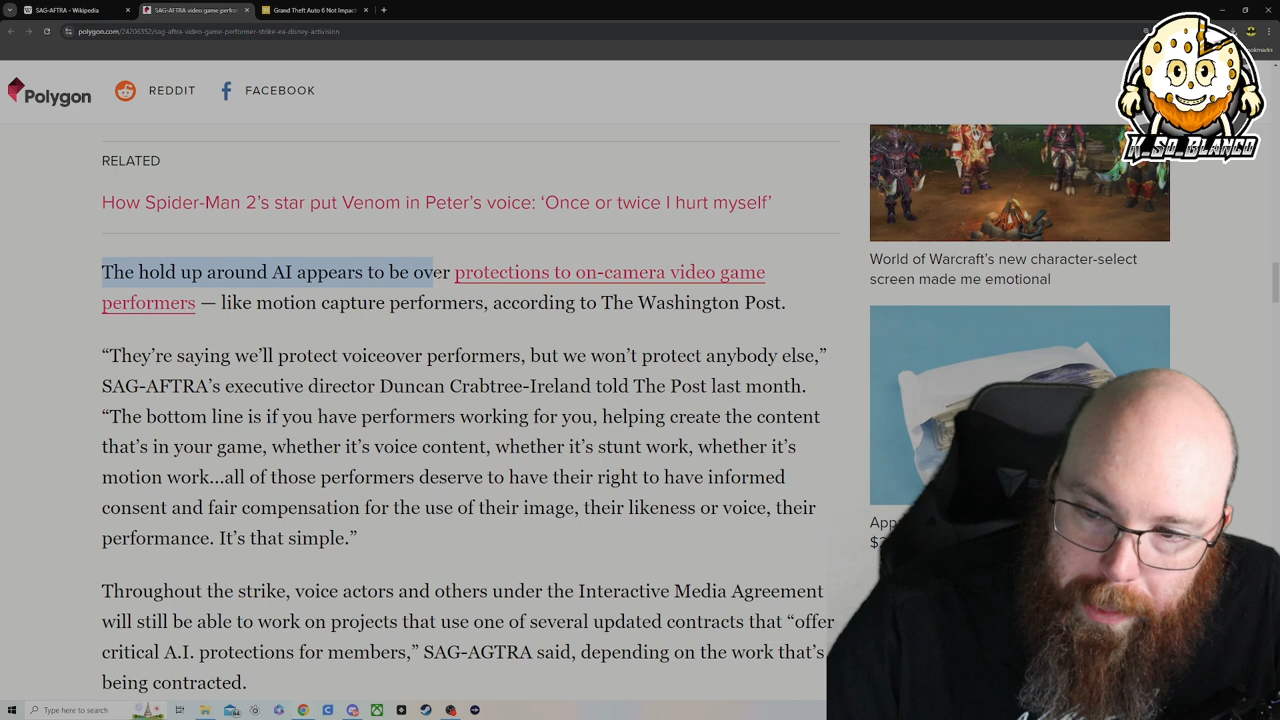 SAG-AFTRA - Wikipedia
SAG-AFTRA video game perfor
Grand Theft Auto 6 Not Impact
polygon.com/24206352/sag-aftra-video-game-performer-strike-ea-disney-activision
Bookmarks
Polygon
REDDIT
FACEBOOK
K_So_Blanco
RELATED
How Spider-Man 2’s star put Venom in Peter’s voice: ‘Once or twice I hurt myself’
The hold up around AI appears to be over protections to on-camera video game
performers — like motion capture performers, according to The Washington Post.
“They’re saying we’ll protect voiceover performers, but we won’t protect anybody else,”
SAG-AFTRA’s executive director Duncan Crabtree-Ireland told The Post last month.
“The bottom line is if you have performers working for you, helping create the content
that’s in your game, whether it’s voice content, whether it’s stunt work, whether it’s
motion work...all of those performers deserve to have their right to have informed
consent and fair compensation for the use of their image, their likeness or voice, their
performance. It’s that simple.”
Throughout the strike, voice actors and others under the Interactive Media Agreement
will still be able to work on projects that use one of several updated contracts that “offer
critical A.I. protections for members,” SAG-AGTRA said, depending on the work that’s
being contracted.
World of Warcraft’s new character-select
screen made me emotional
App
$2
Type here to search